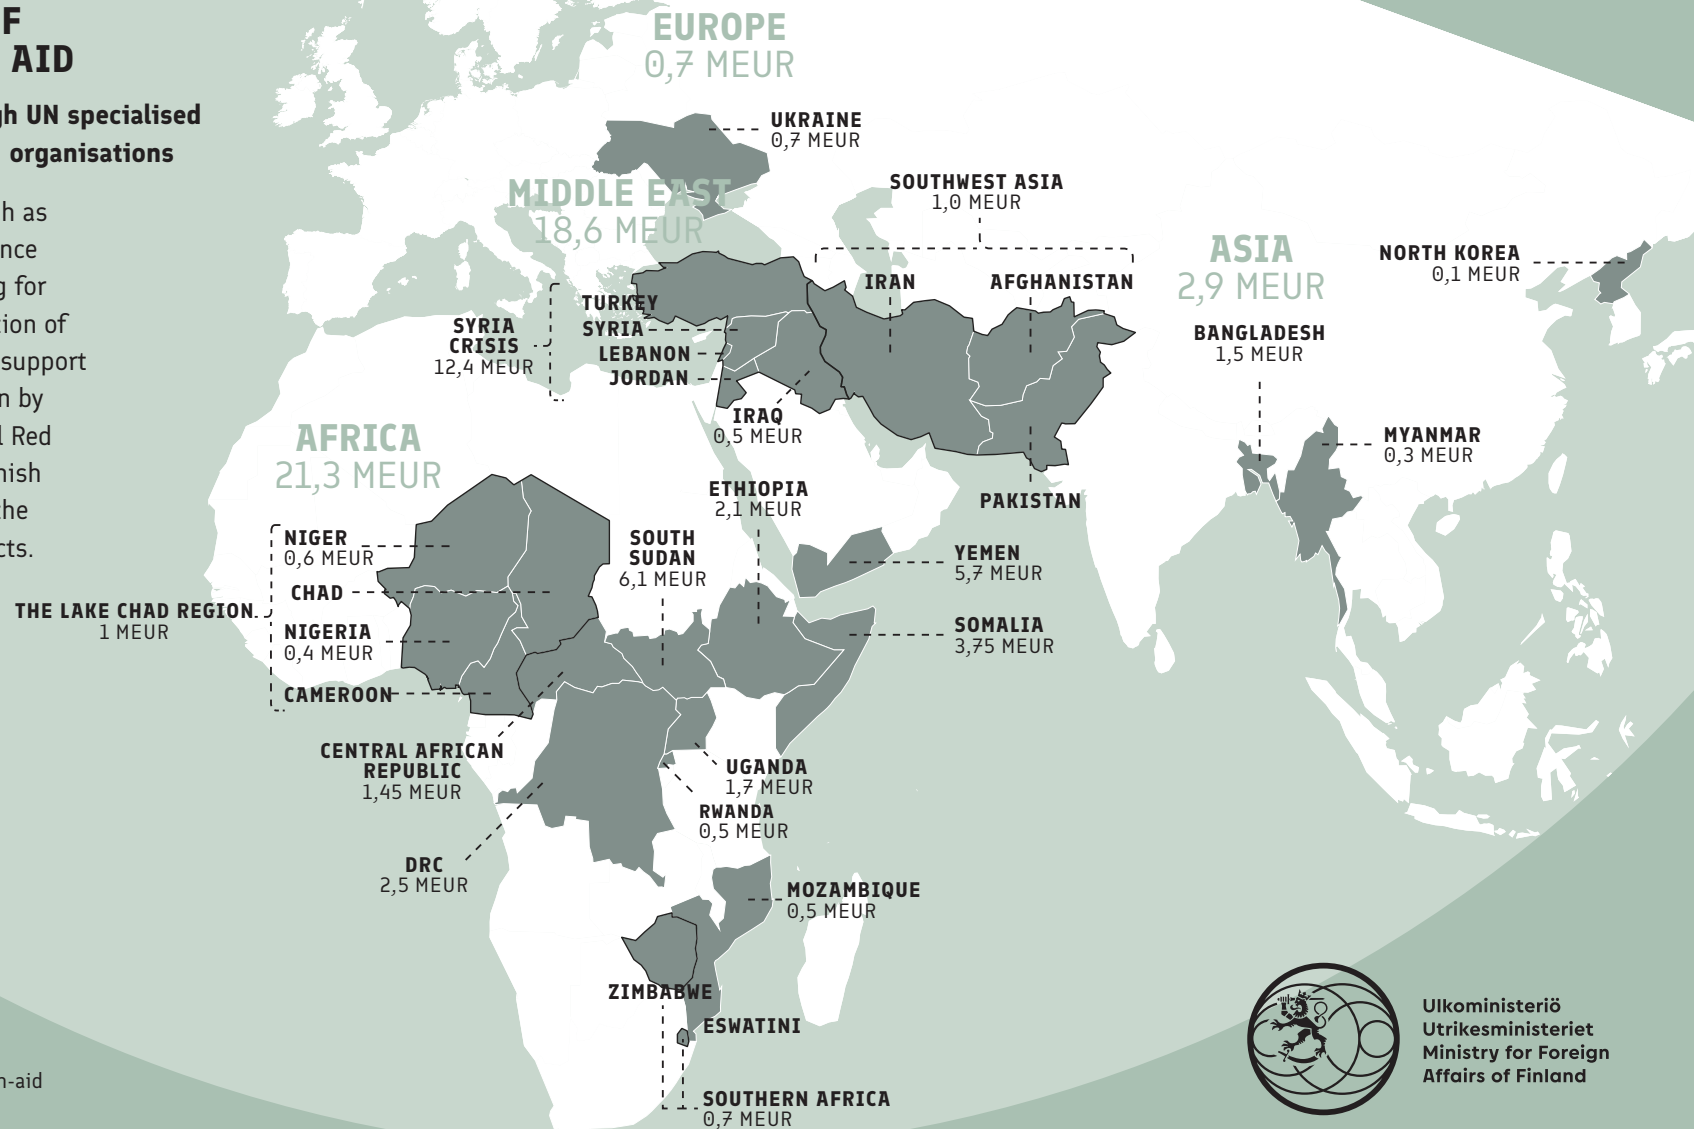 F
AID
gh UN specialised
organisations
h as
nce
g for
tion of
support
n by
l Red
nish
the
cts.
n-aid
EUROPE
0,7 MEUR
UKRAINE
0,7 MEUR
MIDDLE EAST
18,6 MEUR
SOUTHWEST ASIA
1,0 MEUR
IRAN
AFGHANISTAN
PAKISTAN
ASIA
2,9 MEUR
NORTH KOREA
0,1 MEUR
BANGLADESH
1,5 MEUR
MYANMAR
0,3 MEUR
SYRIA
CRISIS
12,4 MEUR
TURKEY
SYRIA
LEBANON
JORDAN
IRAQ
0,5 MEUR
AFRICA
21,3 MEUR
ETHIOPIA
2,1 MEUR
SOUTH
SUDAN
6,1 MEUR
YEMEN
5,7 MEUR
SOMALIA
3,75 MEUR
THE LAKE CHAD REGION
1 MEUR
NIGER
0,6 MEUR
CHAD
NIGERIA
0,4 MEUR
CAMEROON
CENTRAL AFRICAN
REPUBLIC
1,45 MEUR
DRC
2,5 MEUR
UGANDA
1,7 MEUR
RWANDA
0,5 MEUR
MOZAMBIQUE
0,5 MEUR
ZIMBABWE
ESWATINI
SOUTHERN AFRICA
0,7 MEUR
Ulkoministeriö
Utrikesministeriet
Ministry for Foreign
Affairs of Finland